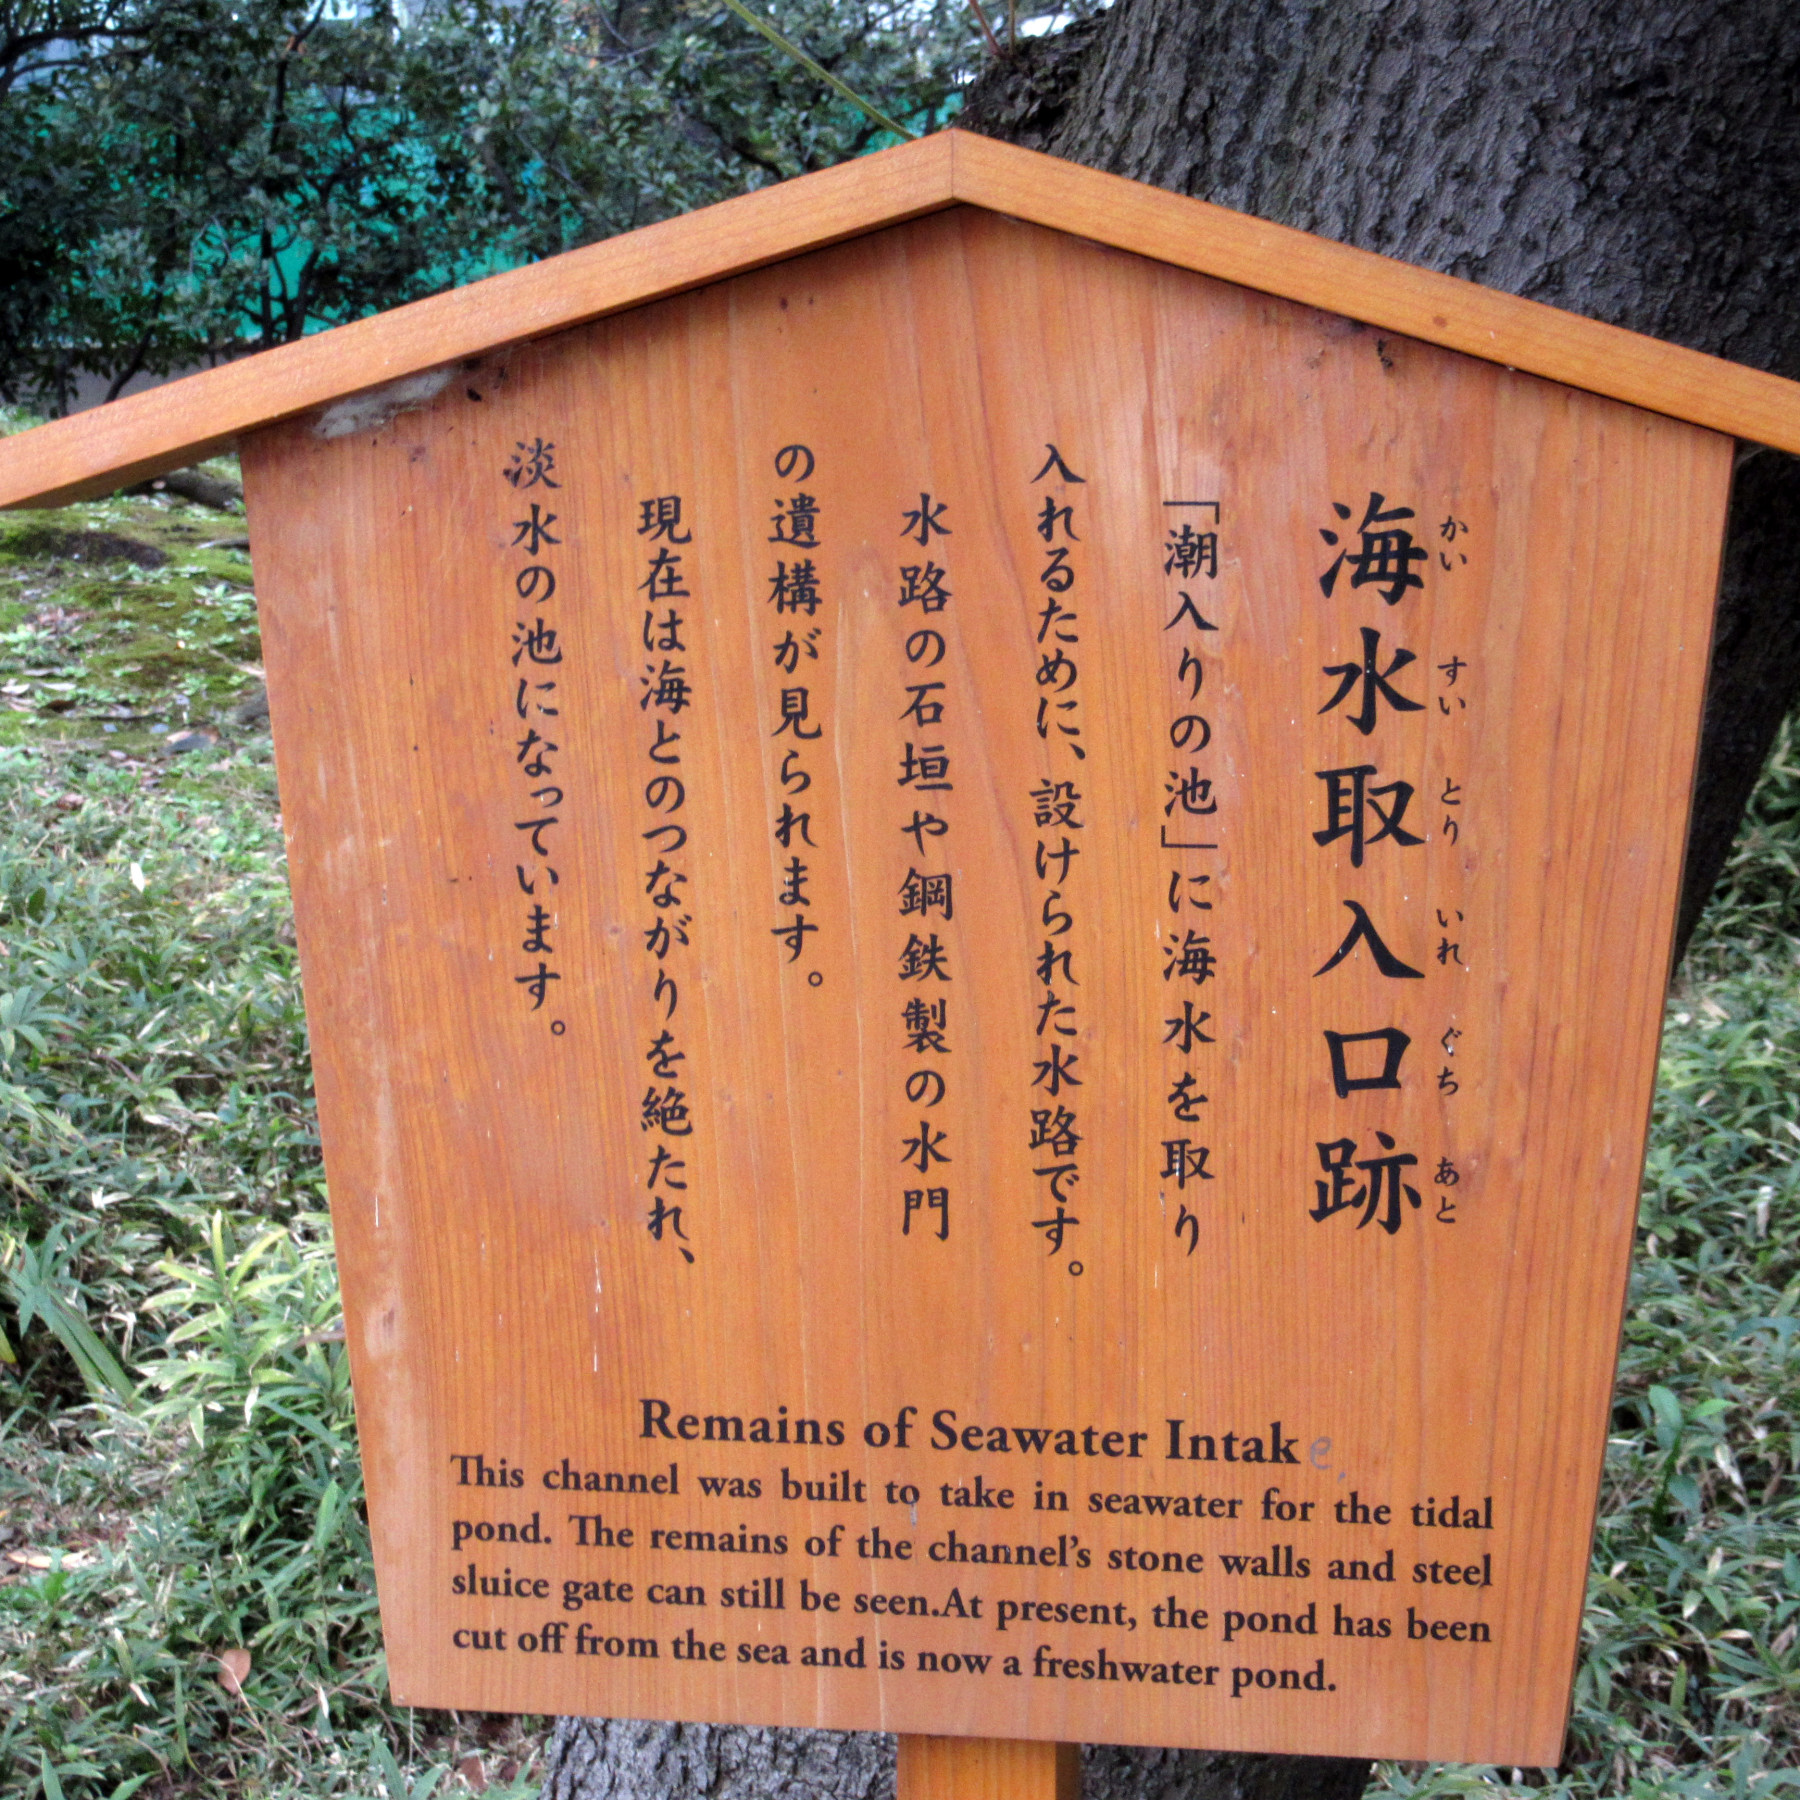 海水取入口跡
かいすいとりいれぐちあと
「潮入りの池」に海水を取り
入れるために、設けられた水路です。
水路の石垣や鋼鉄製の水門
の遺構が見られます。
現在は海とのつながりを絶たれ、
淡水の池になっています。
Remains of Seawater Intake.
This channel was built to take in seawater for the tidal
pond. The remains of the channel's stone walls and steel
sluice gate can still be seen.At present, the pond has been
cut off from the sea and is now a freshwater pond.